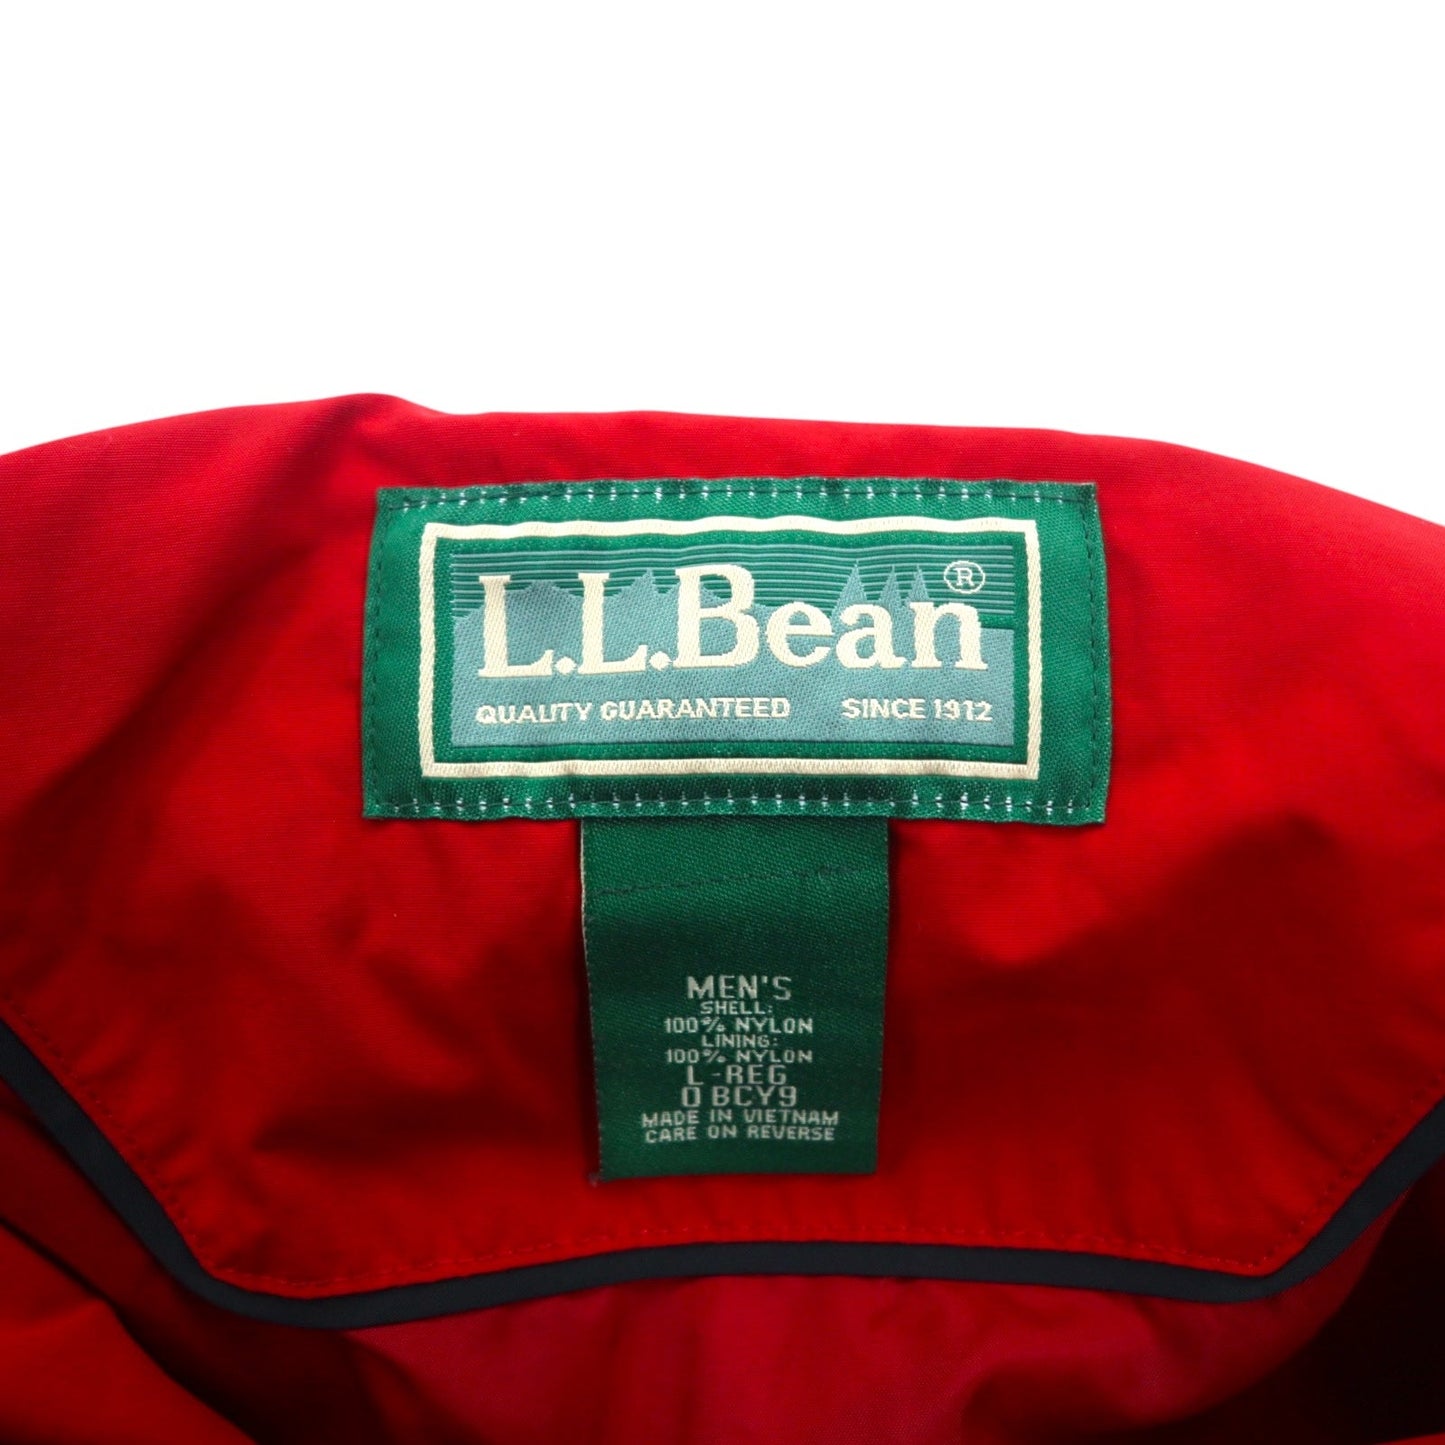 L.L.Bean®
QUALITY GUARANTEED SINCE 1912
MEN'S
SHELL:
100% NYLON
LINING:
100% NYLON
L-REG
0 BCY9
MADE IN VIETNAM
CARE ON REVERSE